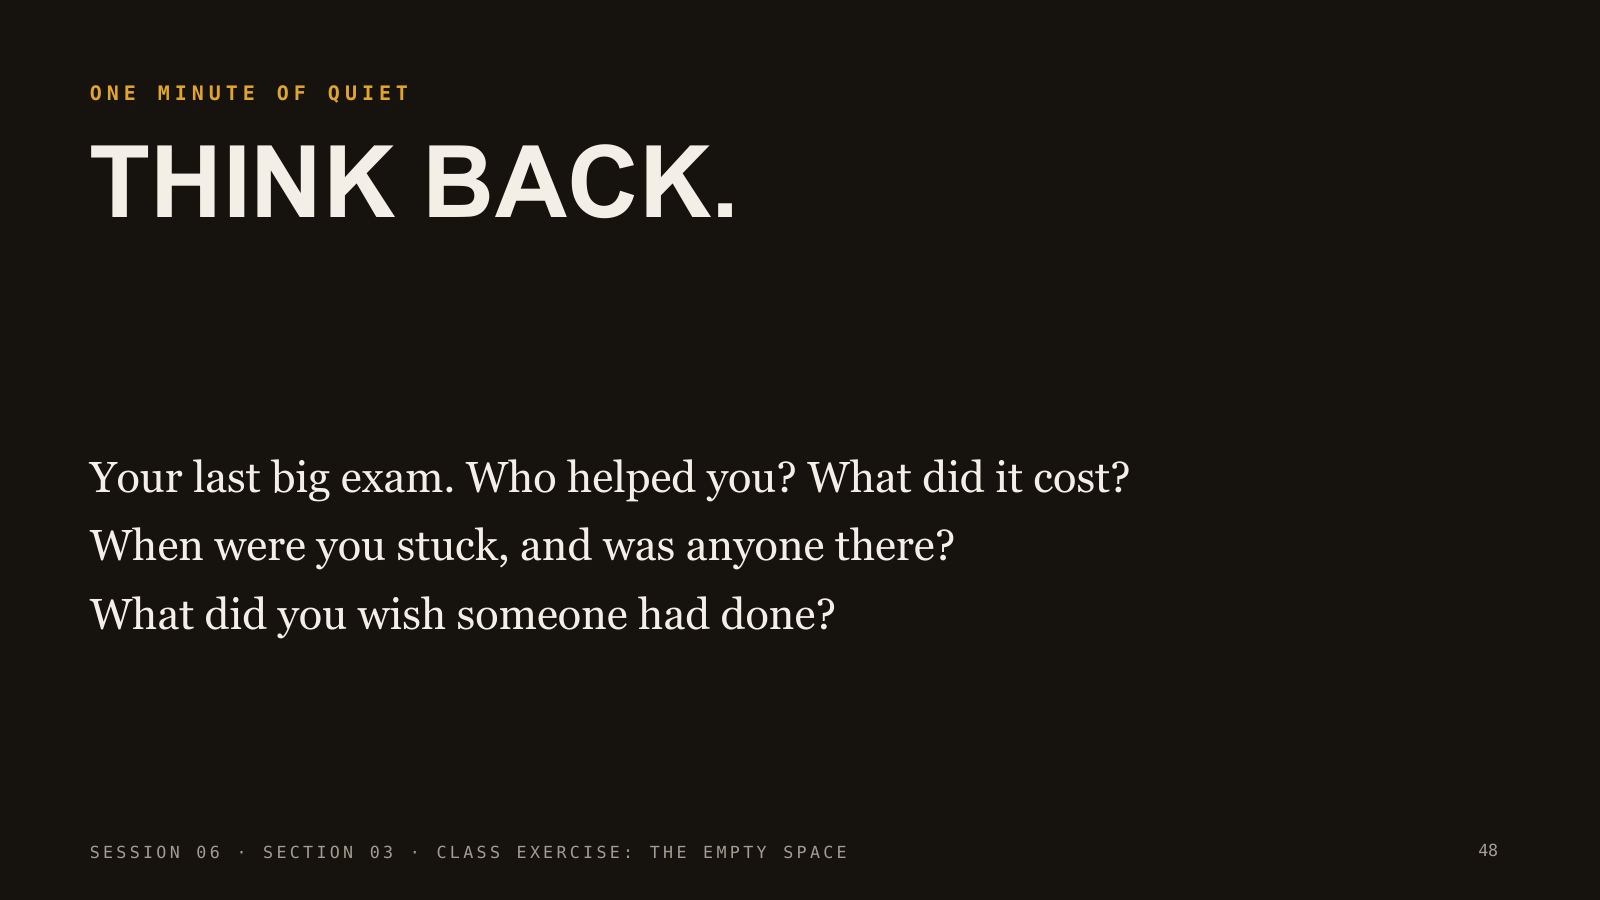 ONE MINUTE OF QUIET
THINK BACK.
Your last big exam. Who helped you? What did it cost?
When were you stuck, and was anyone there?
What did you wish someone had done?
SESSION 06 · SECTION 03 · CLASS EXERCISE: THE EMPTY SPACE
48